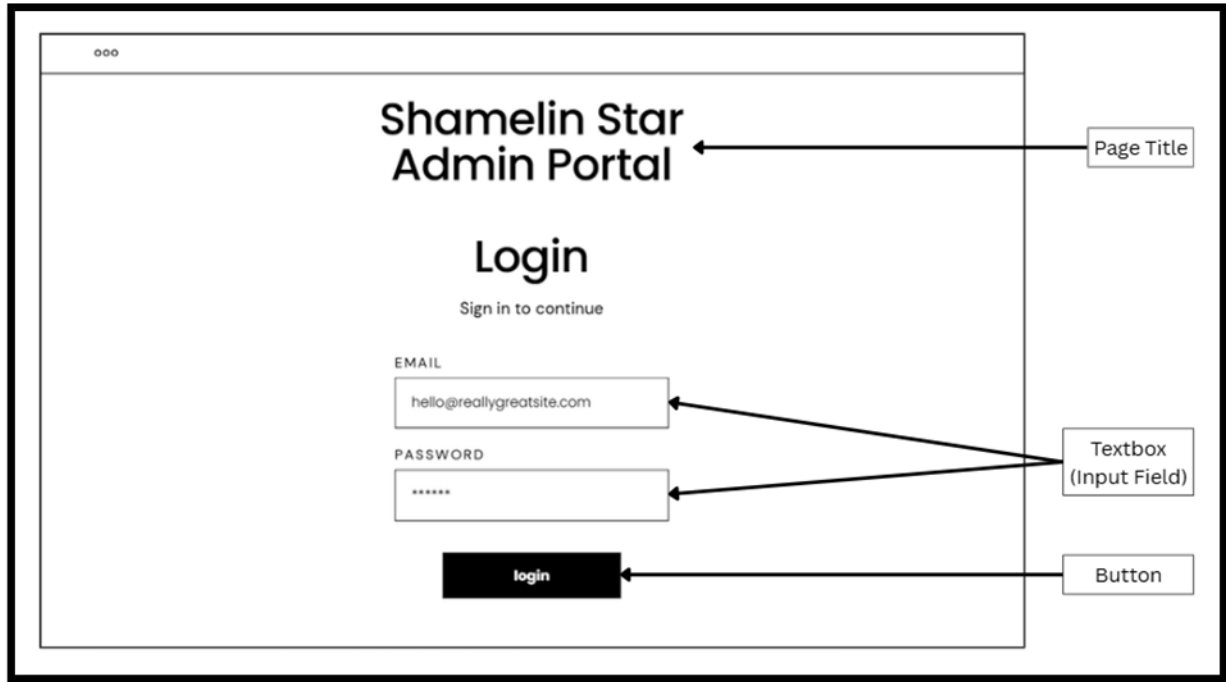 ooo
Shamelin Star
Admin Portal
Page Title
Login
Sign in to continue
EMAIL
hello@reallygreatsite.com
PASSWORD
******
Textbox
(Input Field)
login
Button